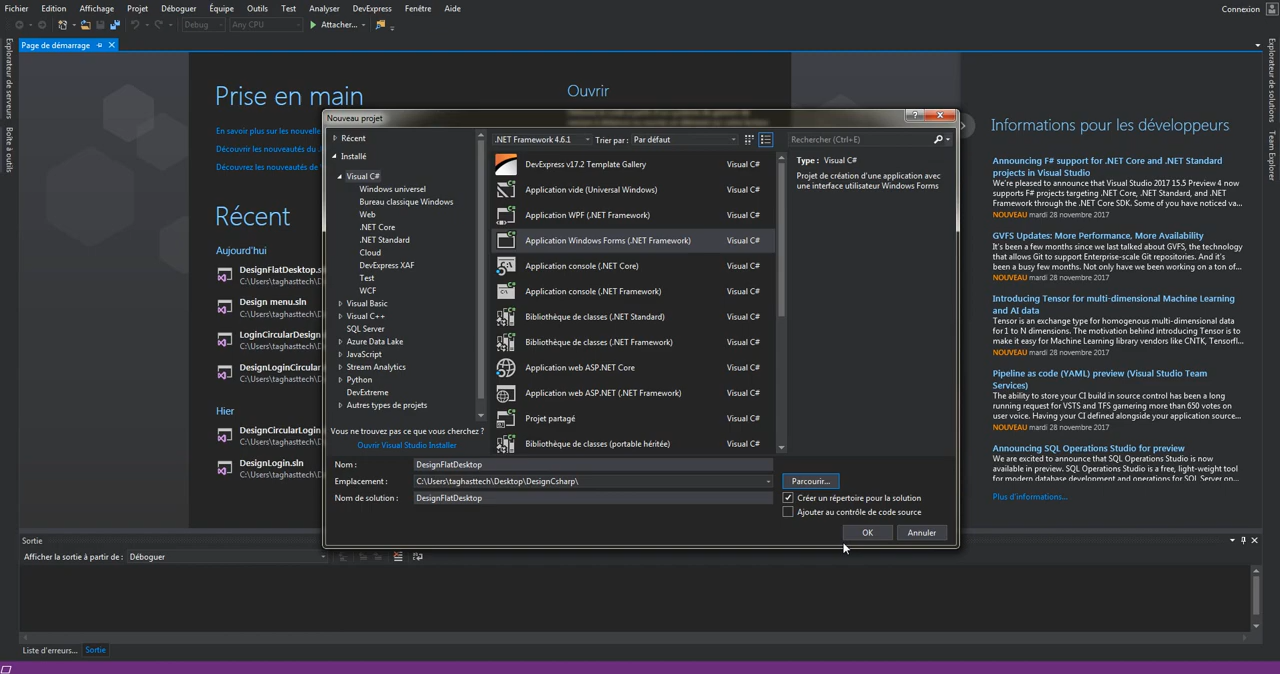 Fichier Edition Affichage Projet Déboguer Équipe Outils Test Analyser DevExpress Fenêtre Aide
Connexion
Debug Any CPU Attacher...
Page de démarrage
Explorateur de serveurs
Boîte à outils
Explorateur de solutions
Team Explorer
Prise en main
En savoir plus sur les nouvelle
Découvrir les nouveautés du
Découvrez les nouveautés de
Récent
Aujourd'hui
DesignFlatDesktop.s
C:\Users\taghasttech\D
Design menu.sln
C:\Users\taghasttech\D
LoginCircularDesign
C:\Users\taghasttech\D
DesignLoginCircular
C:\Users\taghasttech\D
Hier
DesignCircularLogin
C:\Users\taghasttech\D
DesignLogin.sln
C:\Users\taghasttech\D
Ouvrir
Nouveau projet
Récent
Installé
Visual C#
Windows universel
Bureau classique Windows
Web
.NET Core
.NET Standard
Cloud
DevExpress XAF
Test
WCF
Visual Basic
Visual C++
SQL Server
Azure Data Lake
JavaScript
Stream Analytics
Python
DevExtreme
Autres types de projets
Vous ne trouvez pas ce que vous cherchez ?
Ouvrir Visual Studio Installer
.NET Framework 4.6.1 Trier par : Par défaut
DevExpress v17.2 Template Gallery Visual C#
Application vide (Universal Windows) Visual C#
Application WPF (.NET Framework) Visual C#
Application Windows Forms (.NET Framework) Visual C#
Application console (.NET Core) Visual C#
Application console (.NET Framework) Visual C#
Bibliothèque de classes (.NET Standard) Visual C#
Bibliothèque de classes (.NET Framework) Visual C#
Application web ASP.NET Core Visual C#
Application web ASP.NET (.NET Framework) Visual C#
Projet partagé Visual C#
Bibliothèque de classes (portable héritée) Visual C#
Rechercher (Ctrl+E)
Type : Visual C#
Projet de création d'une application avec
une interface utilisateur Windows Forms
Nom : DesignFlatDesktop
Emplacement : C:\Users\taghasttech\Desktop\DesignCsharp\
Nom de solution : DesignFlatDesktop
Parcourir...
Créer un répertoire pour la solution
Ajouter au contrôle de code source
OK Annuler
Informations pour les développeurs
Announcing F# support for .NET Core and .NET Standard
projects in Visual Studio
We're pleased to announce that Visual Studio 2017 15.5 Preview 4 now
supports F# projects targeting .NET Core, .NET Standard, and .NET
Framework through the .NET Core SDK. Some of you have noticed va...
NOUVEAU mardi 28 novembre 2017
GVFS Updates: More Performance, More Availability
It's been a few months since we last talked about GVFS, the technology
that allows Git to support Enterprise-scale Git repositories. And it's
been a busy few months. Not only have we been working on a ton of...
NOUVEAU mardi 28 novembre 2017
Introducing Tensor for multi-dimensional Machine Learning
and AI data
Tensor is an exchange type for homogenous multi-dimensional data
for 1 to N dimensions. The motivation behind introducing Tensor<T> is to
make it easy for Machine Learning library vendors like CNTK, Tensorfl...
NOUVEAU mardi 28 novembre 2017
Pipeline as code (YAML) preview (Visual Studio Team
Services)
The ability to store your CI build in source control has been a long
running request for VSTS and TFS garnering more than 650 votes on
user voice. Having your CI defined alongside your application source...
NOUVEAU mardi 28 novembre 2017
Announcing SQL Operations Studio for preview
We are excited to announce that SQL Operations Studio is now
available in preview. SQL Operations Studio is a free, light-weight tool
for modern database development and operations for SQL Server on...
Plus d'informations...
Sortie
Afficher la sortie à partir de : Déboguer
Liste d'erreurs... Sortie